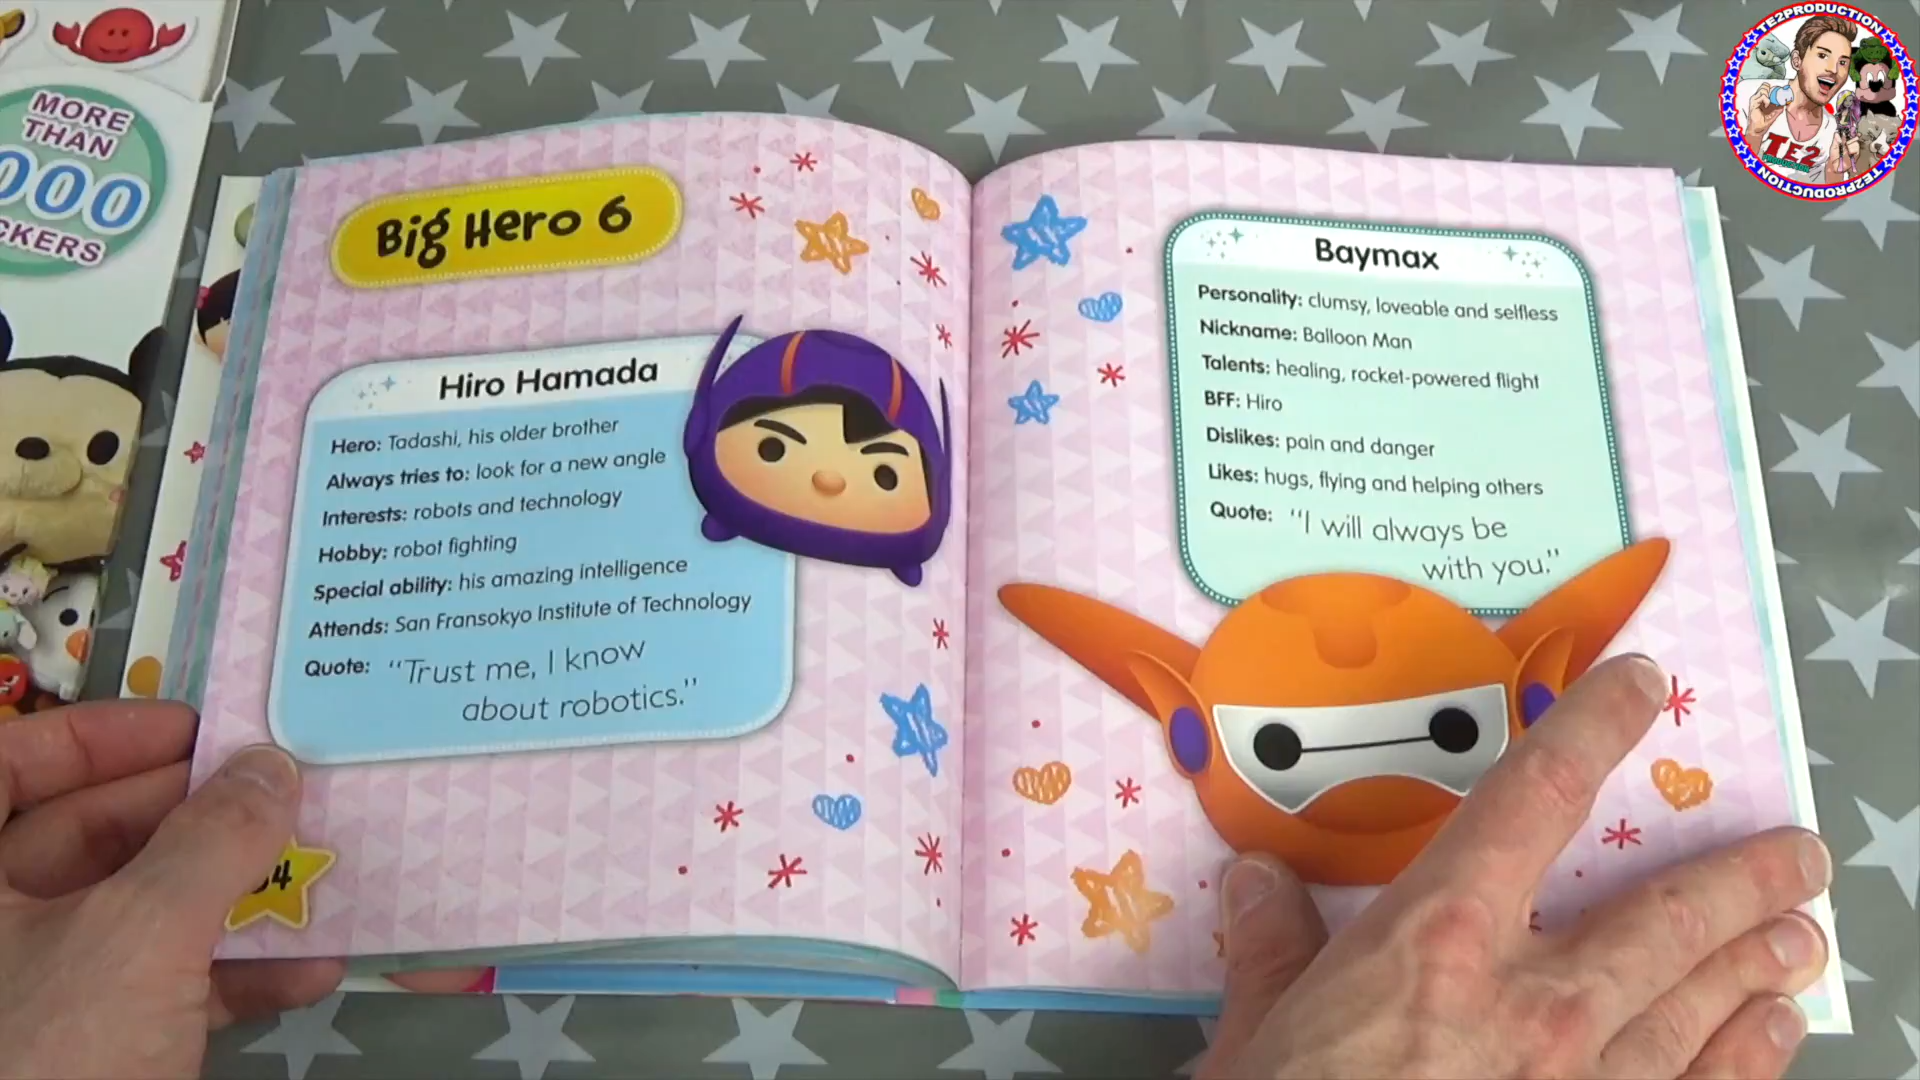 MORE
THAN
000
CKERS
Big Hero 6
Hiro Hamada
Hero: Tadashi, his older brother
Always tries to: look for a new angle
Interests: robots and technology
Hobby: robot fighting
Special ability: his amazing intelligence
Attends: San Fransokyo Institute of Technology
Quote: “Trust me, I know
about robotics.”
4
Baymax
Personality: clumsy, loveable and selfless
Nickname: Balloon Man
Talents: healing, rocket-powered flight
BFF: Hiro
Dislikes: pain and danger
Likes: hugs, flying and helping others
Quote: “I will always be
with you.”
TE2PRODUCTION
TE2
TE2PRODUCTION
TE2PRODUCTION